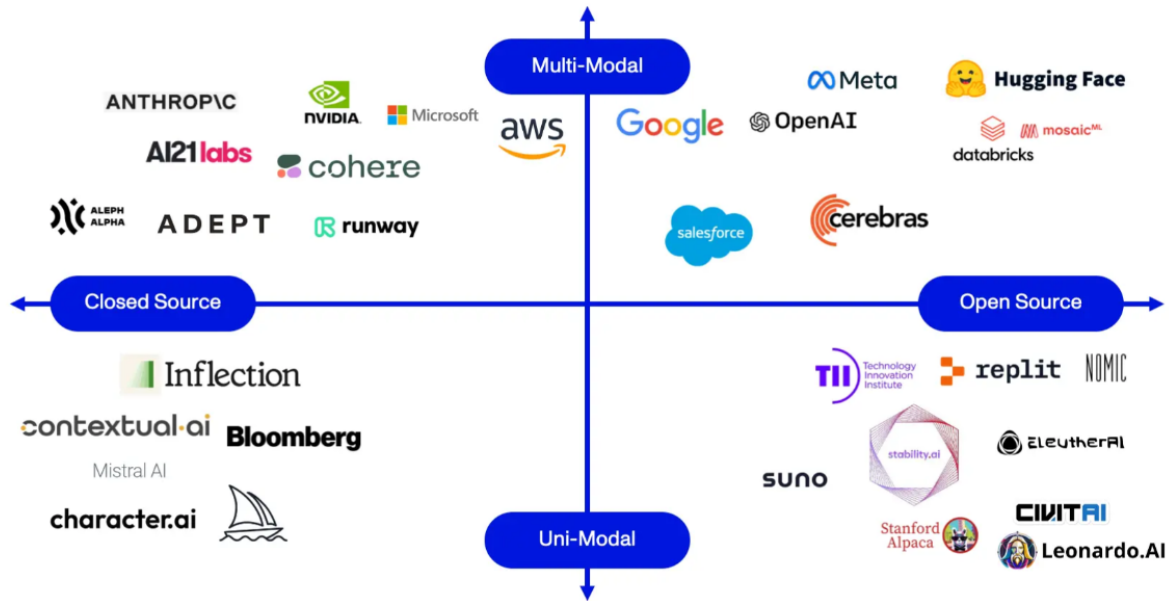 Multi-Modal
Meta
Hugging Face
ANTHROP\C
nVIDIA.
Microsoft
aws
Google
OpenAI
databricks
mosaicML
AI21labs
cohere
ALEPH
ALPHA
ADEPT
runway
salesforce
cerebras
Closed Source
Open Source
Inflection
TII
Technology
Innovation
Institute
replit
NOMIC
contextual·ai
Bloomberg
stability.ai
EleutherAI
Mistral AI
suno
character.ai
CIVITAI
Uni-Modal
Stanford
Alpaca
Leonardo.AI